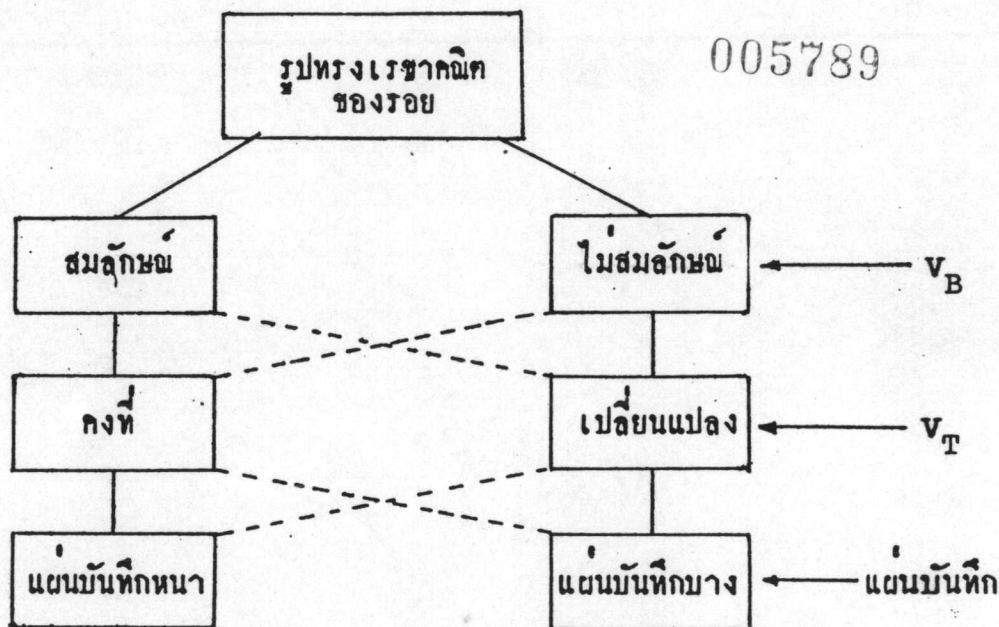 005789
รูปทรงเรขาคณิต
ของรอย
สมลักษณ์
ไม่สมลักษณ์
V_B
คงที่
เปลี่ยนแปลง
V_T
แผ่นบันทึกหนา
แผ่นบันทึกบาง
แผ่นบันทึก